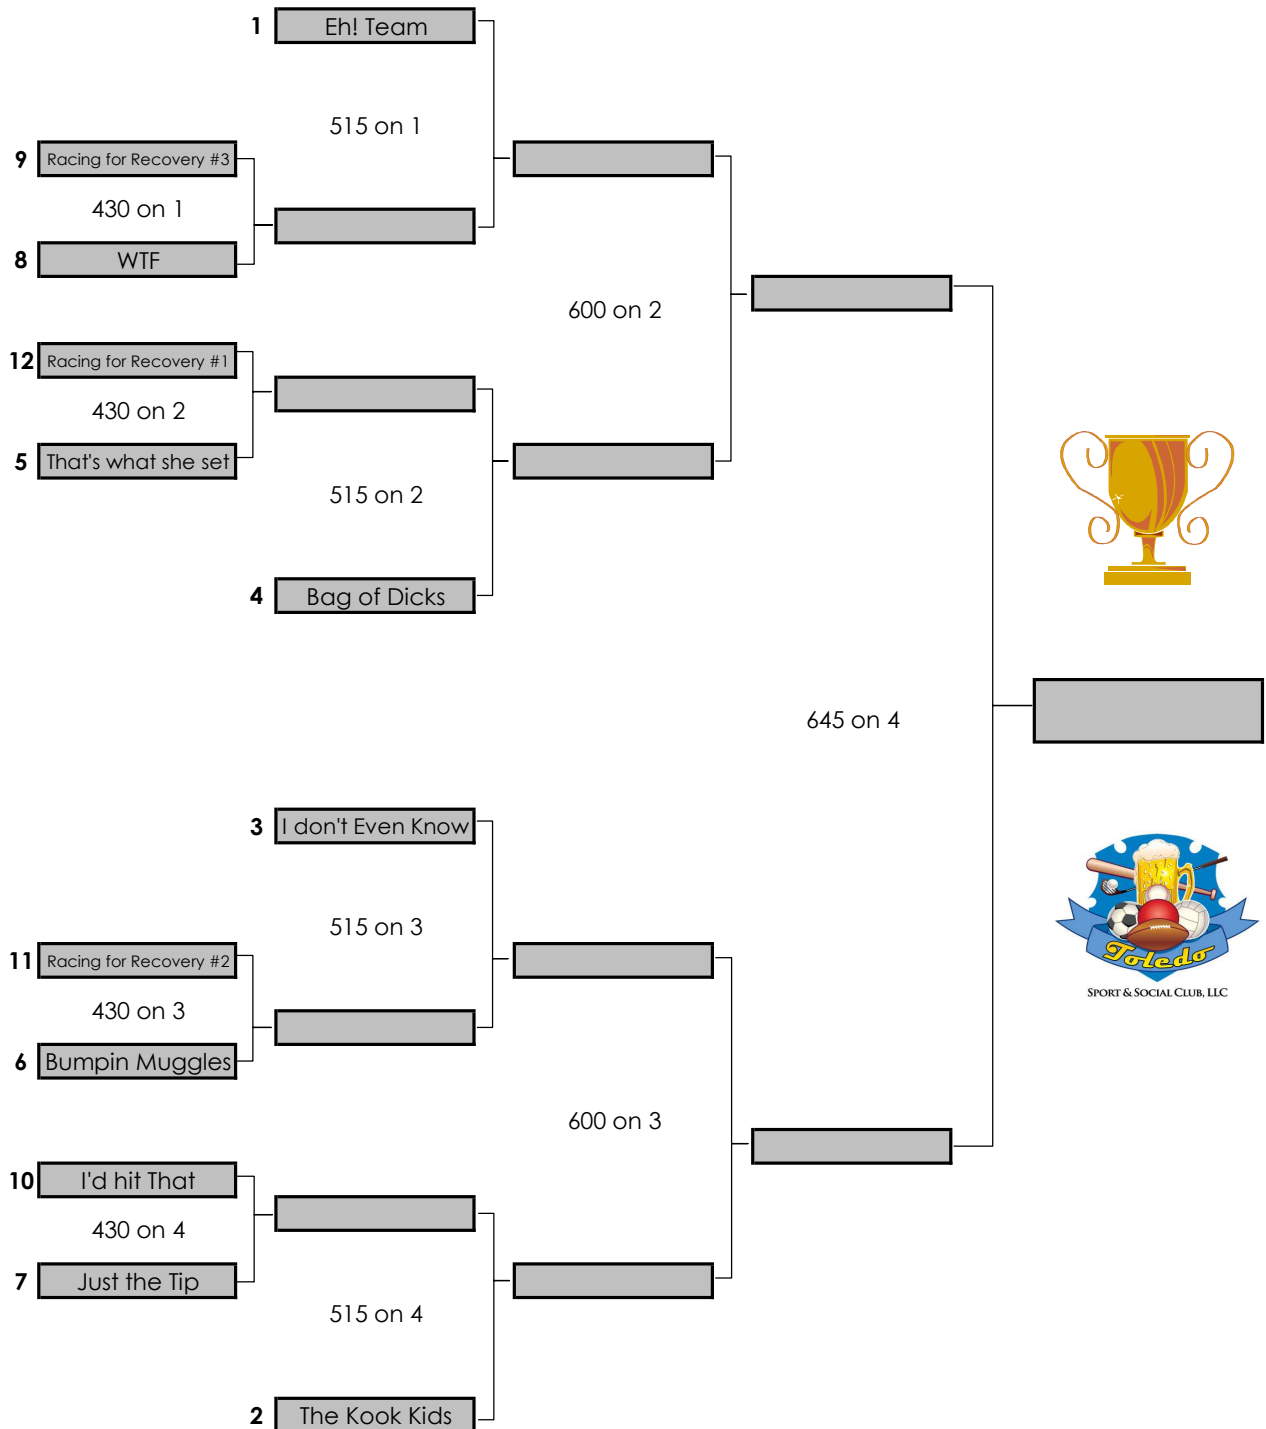 1 Eh! Team
515 on 1
9 Racing for Recovery #3
430 on 1
8 WTF
600 on 2
12 Racing for Recovery #1
430 on 2
5 That's what she set
515 on 2
4 Bag of Dicks
645 on 4
3 I don't Even Know
515 on 3
11 Racing for Recovery #2
430 on 3
6 Bumpin Muggles
600 on 3
10 I'd hit That
430 on 4
7 Just the Tip
515 on 4
2 The Kook Kids
Toledo
SPORT & SOCIAL CLUB, LLC